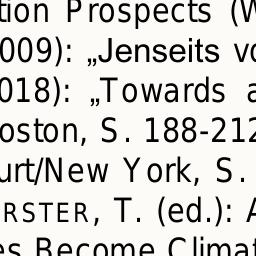 tion Prospects (W
009): „Jenseits vo
018): „Towards a
oston, S. 188-212
urt/New York, S.
RSTER, T. (ed.): A
es Become Climat